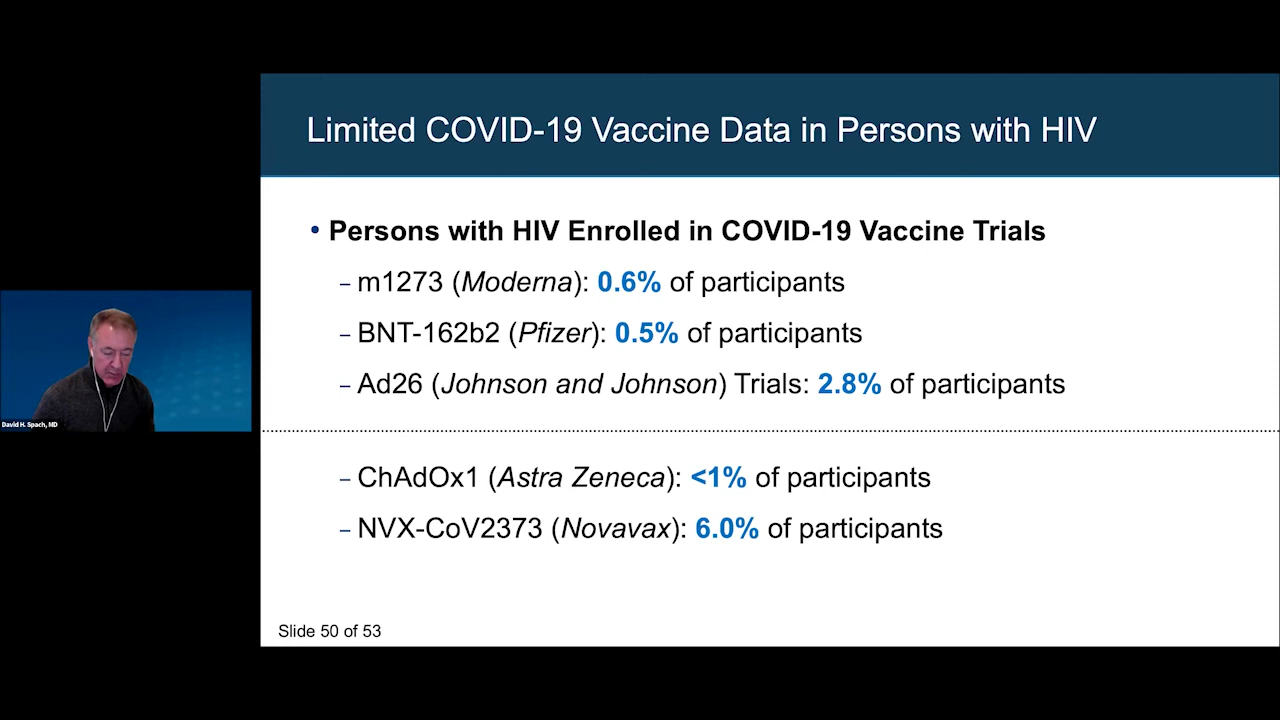 Limited COVID-19 Vaccine Data in Persons with HIV
• Persons with HIV Enrolled in COVID-19 Vaccine Trials
– m1273 (Moderna): 0.6% of participants
– BNT-162b2 (Pfizer): 0.5% of participants
– Ad26 (Johnson and Johnson) Trials: 2.8% of participants
David H. Spach, MD
– ChAdOx1 (Astra Zeneca): <1% of participants
– NVX-CoV2373 (Novavax): 6.0% of participants
Slide 50 of 53